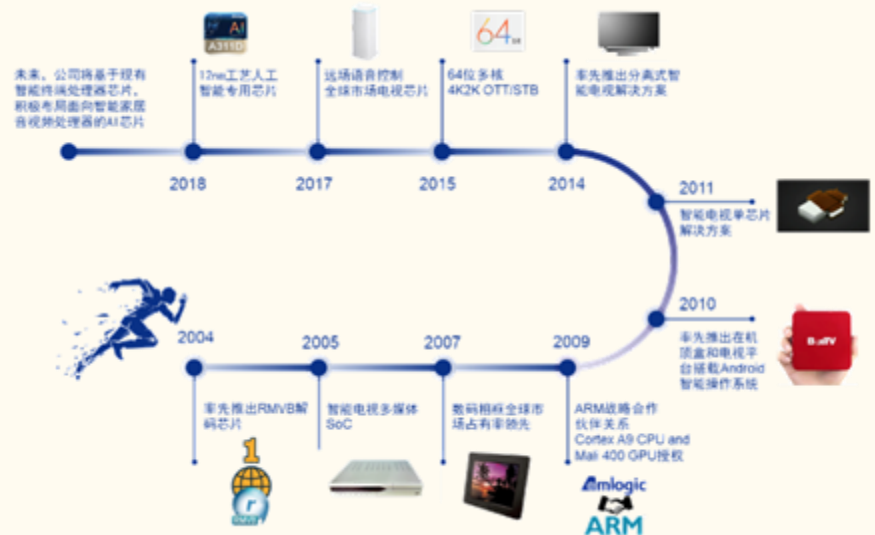 AI
A311D
64 bit
未来，公司将基于现有
智能终端处理器芯片，
积极布局面向智能家居
音视频处理器的AI芯片
12nm工艺人工
智能专用芯片
远场语音控制
全球市场电视芯片
64位多核
4K2K OTT/STB
率先推出分离式智
能电视解决方案
2018
2017
2015
2014
2011
智能电视单芯片
解决方案
2010
率先推出在机
顶盒和电视平
台搭载Android
智能操作系统
2004
2005
2007
2009
率先推出RMVB解
码芯片
智能电视多媒体
SoC
数码相框全球市
场占有率领先
ARM战略合作
伙伴关系
Cortex A9 CPU and
Mali 400 GPU授权
1
r
Amlogic
ARM